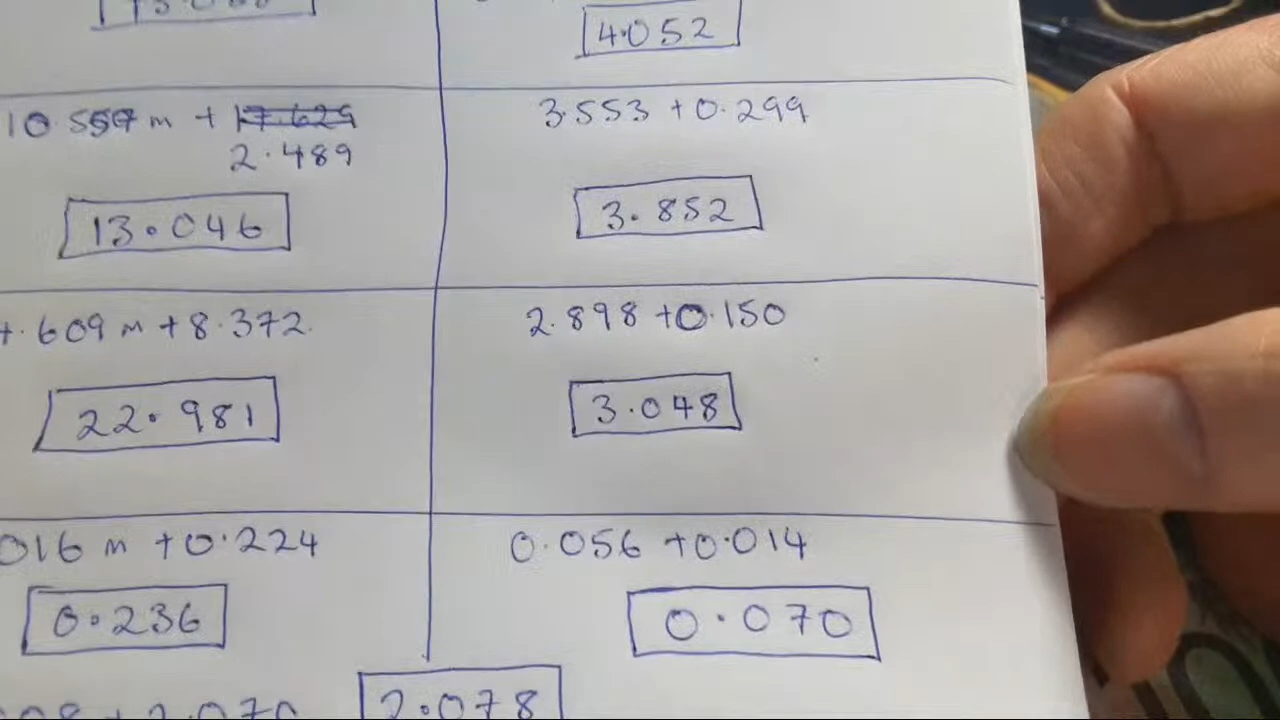 4.052
10.557 m + 17.629
2.489
13.046
3.553 + 0.299
3.852
.609 m + 8.372.
22.981
2.898 + 0.150
3.048
016 m + 0.224
0.236
0.056 + 0.014
0.070
2.078